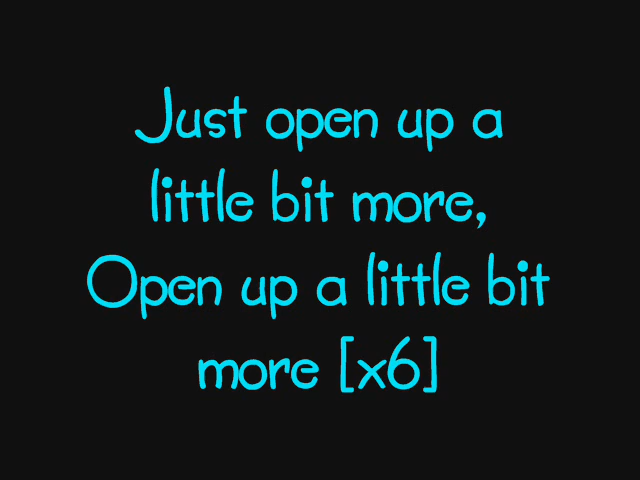 Just open up a
little bit more,
Open up a little bit
more [x6]